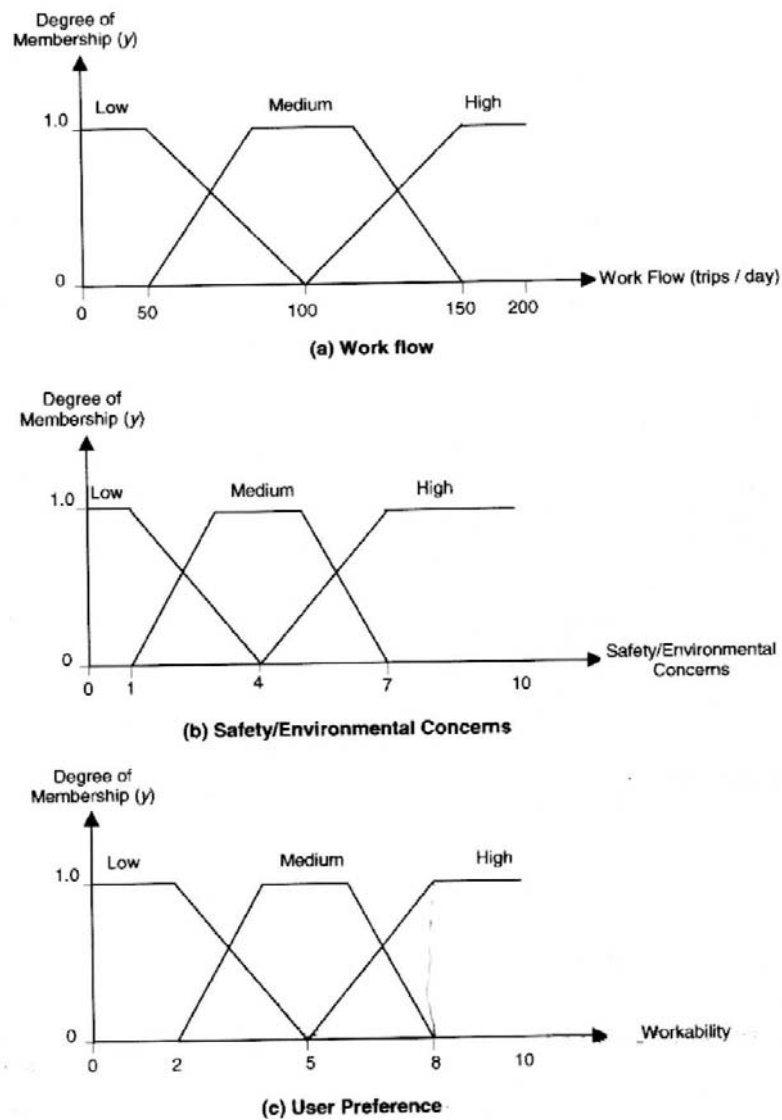 Degree of
Membership (y)
Low
Medium
High
1.0
0
Work Flow (trips / day)
0
50
100
150
200
(a) Work flow
Degree of
Membership (y)
1.0
Low
Medium
High
0
Safety/Environmental
Concerns
0
1
4
7
10
(b) Safety/Environmental Concerns
Degree of
Membership (y)
Low
Medium
High
1.0
0
Workability
0
2
5
8
10
(c) User Preference